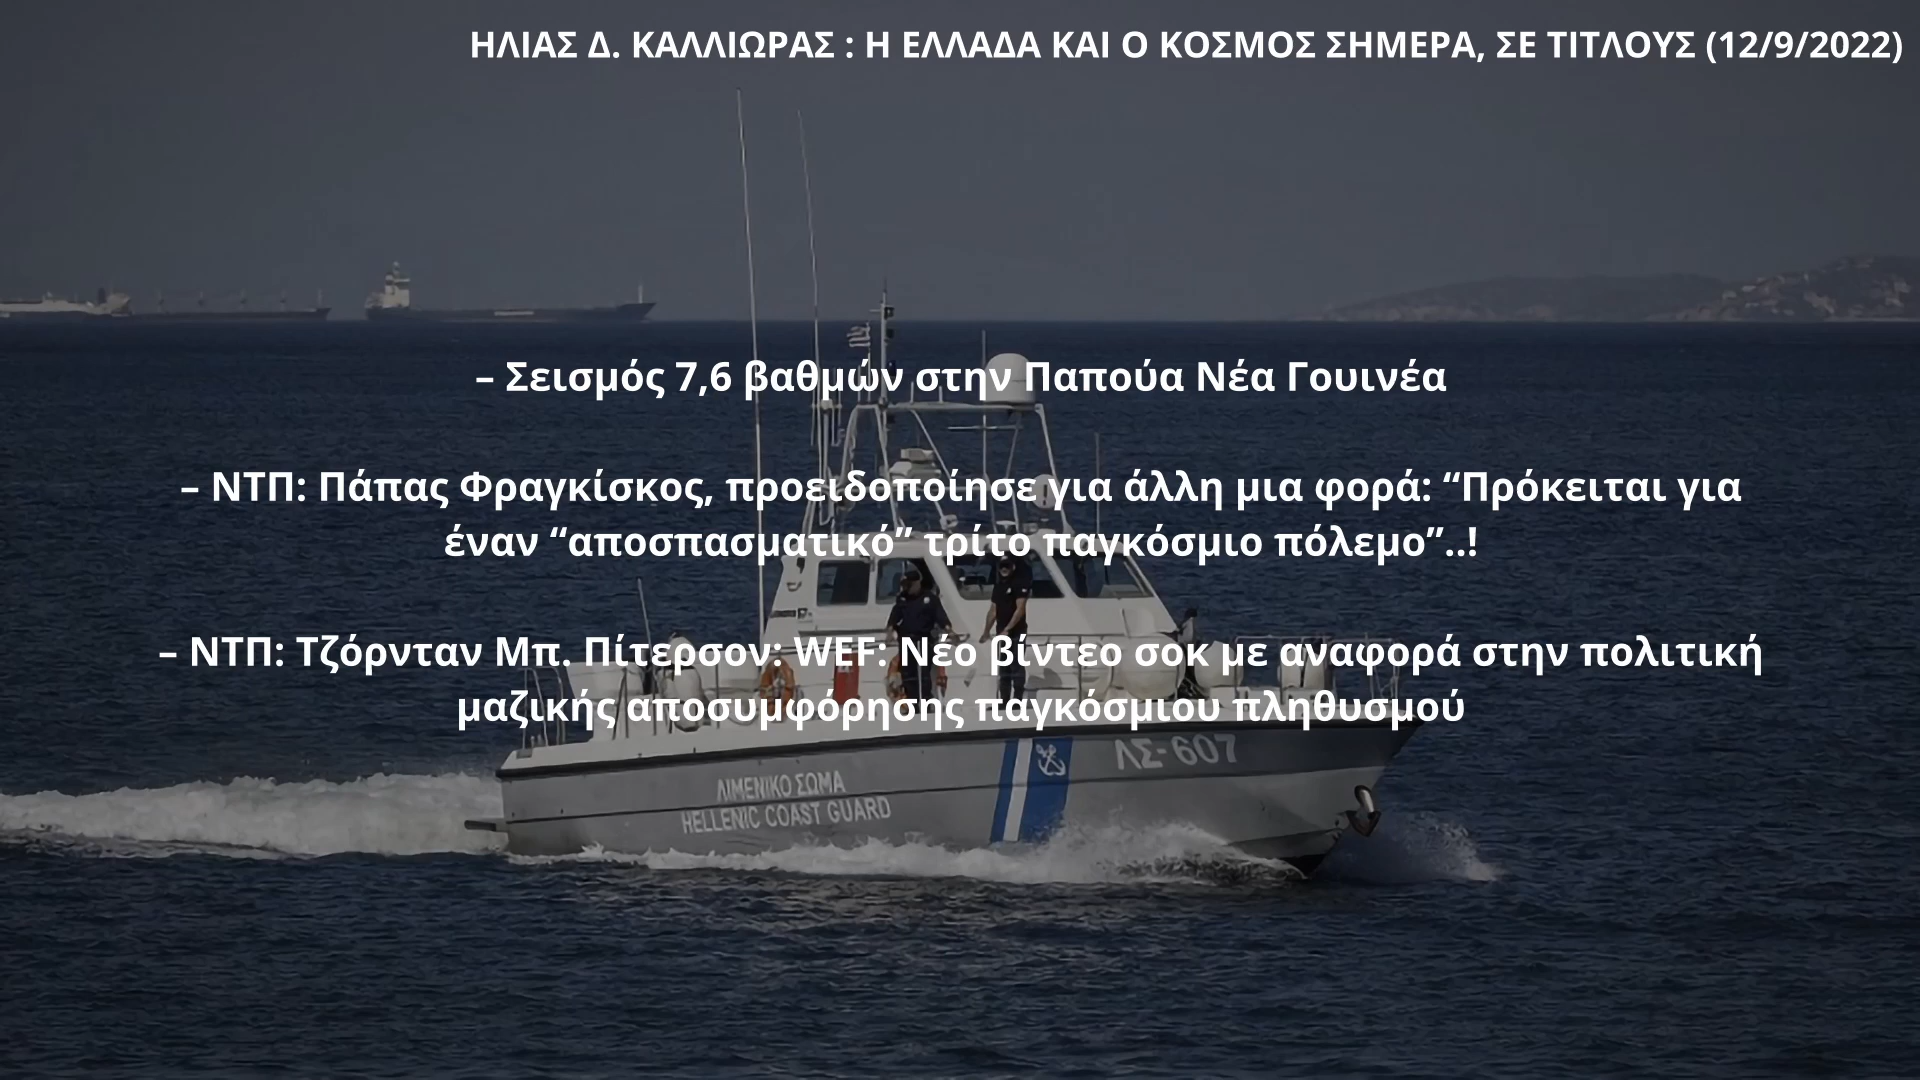 ΗΛΙΑΣ Δ. ΚΑΛΛΙΩΡΑΣ : Η ΕΛΛΑΔΑ ΚΑΙ Ο ΚΟΣΜΟΣ ΣΗΜΕΡΑ, ΣΕ ΤΙΤΛΟΥΣ (12/9/2022)
– Σεισμός 7,6 βαθμών στην Παπούα Νέα Γουινέα
– ΝΤΠ: Πάπας Φραγκίσκος, προειδοποίησε για άλλη μια φορά: “Πρόκειται για
έναν “αποσπασματικό” τρίτο παγκόσμιο πόλεμο”..!
– ΝΤΠ: Τζόρνταν Μπ. Πίτερσον: WEF: Νέο βίντεο σοκ με αναφορά στην πολιτική
μαζικής αποσυμφόρησης παγκόσμιου πληθυσμού
ΛΣ-607
ΛΙΜΕΝΙΚΟ ΣΩΜΑ
HELLENIC COAST GUARD